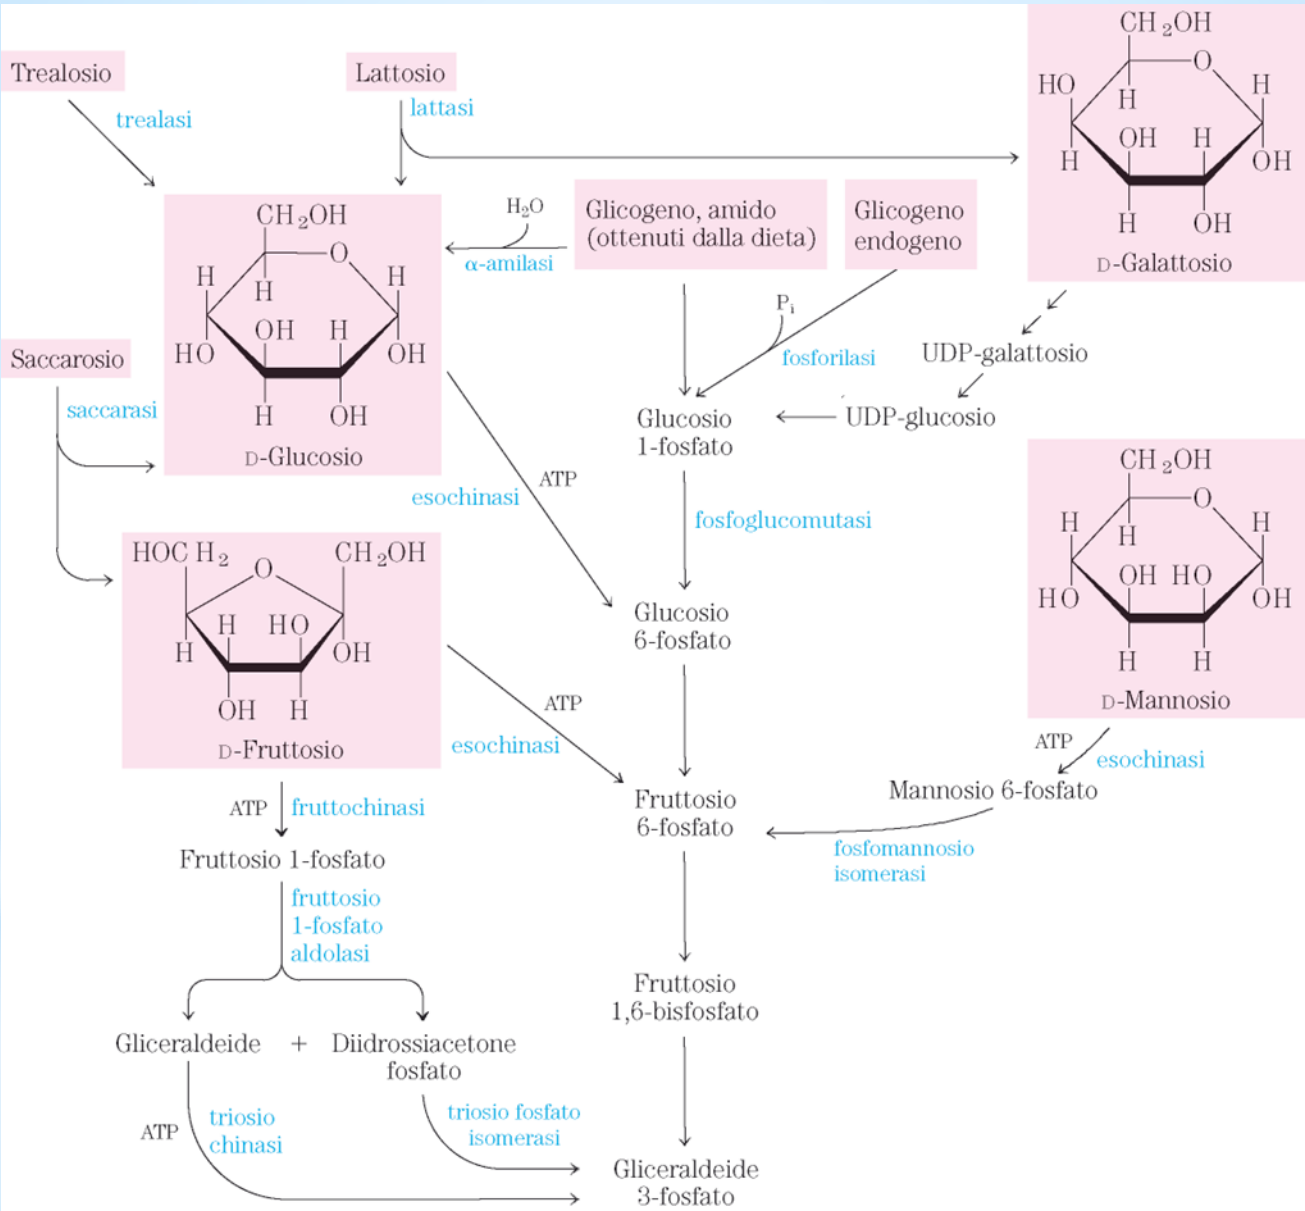 Trealosio
trealasi
Lattosio
lattasi
CH2OH
O
HO
H
H
OH
H
H
OH
H
OH
D-Galattosio
H2O
α-amilasi
Glicogeno, amido
(ottenuti dalla dieta)
Glicogeno
endogeno
CH2OH
O
H
H
H
OH
H
HO
OH
H
OH
D-Glucosio
Saccarosio
saccarasi
Pi
fosforilasi
UDP-galattosio
UDP-glucosio
Glucosio
1-fosfato
esochinasi
ATP
fosfoglucomutasi
Glucosio
6-fosfato
CH2OH
O
H
H
H
OH
HO
HO
OH
H
H
D-Mannosio
ATP
esochinasi
Mannosio 6-fosfato
fosfomannosio
isomerasi
HOCH2
CH2OH
O
H
HO
H
OH
OH
H
D-Fruttosio
ATP
esochinasi
Fruttosio
6-fosfato
ATP
fruttochinasi
Fruttosio 1-fosfato
fruttosio
1-fosfato
aldolasi
Fruttosio
1,6-bisfosfato
Gliceraldeide + Diidrossiacetone
fosfato
ATP
triosio
chinasi
triosio fosfato
isomerasi
Gliceraldeide
3-fosfato